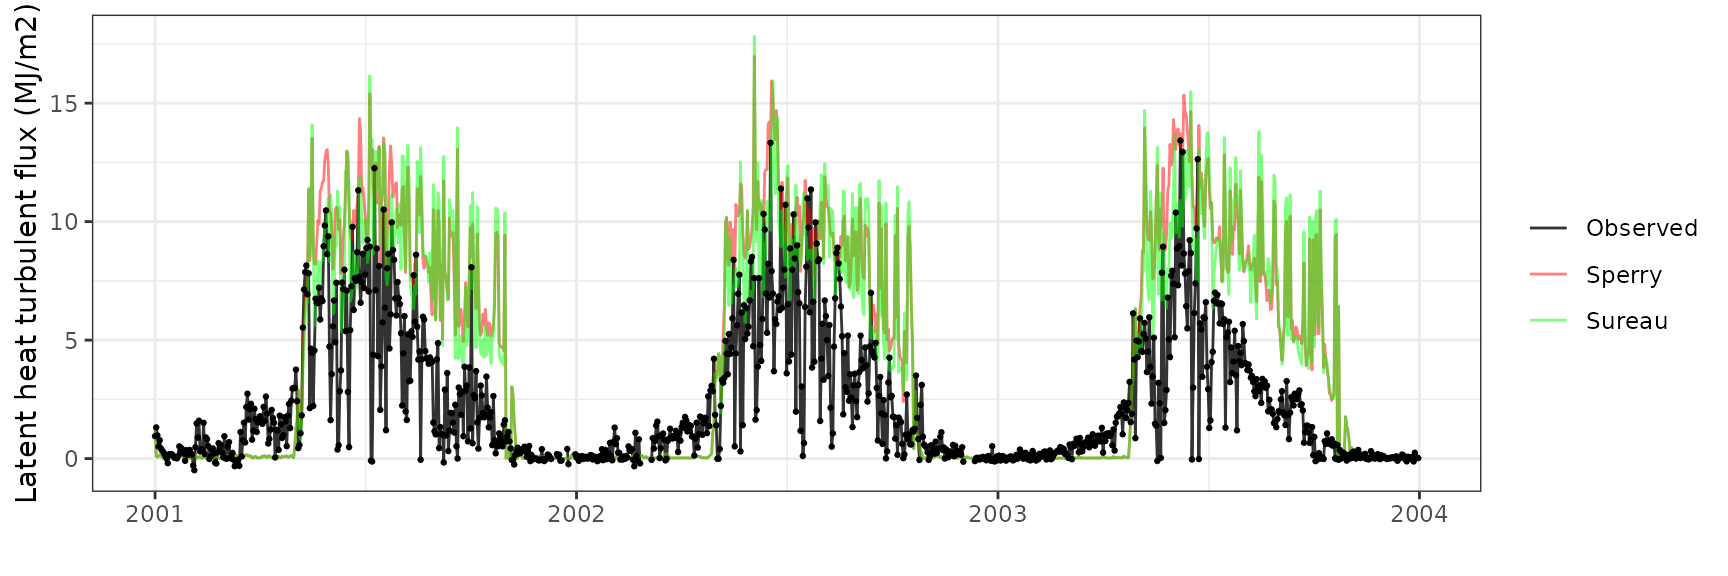 Latent heat turbulent flux (MJ/m2)
15
10
5
0
2001
2002
2003
2004
Observed
Sperry
Sureau